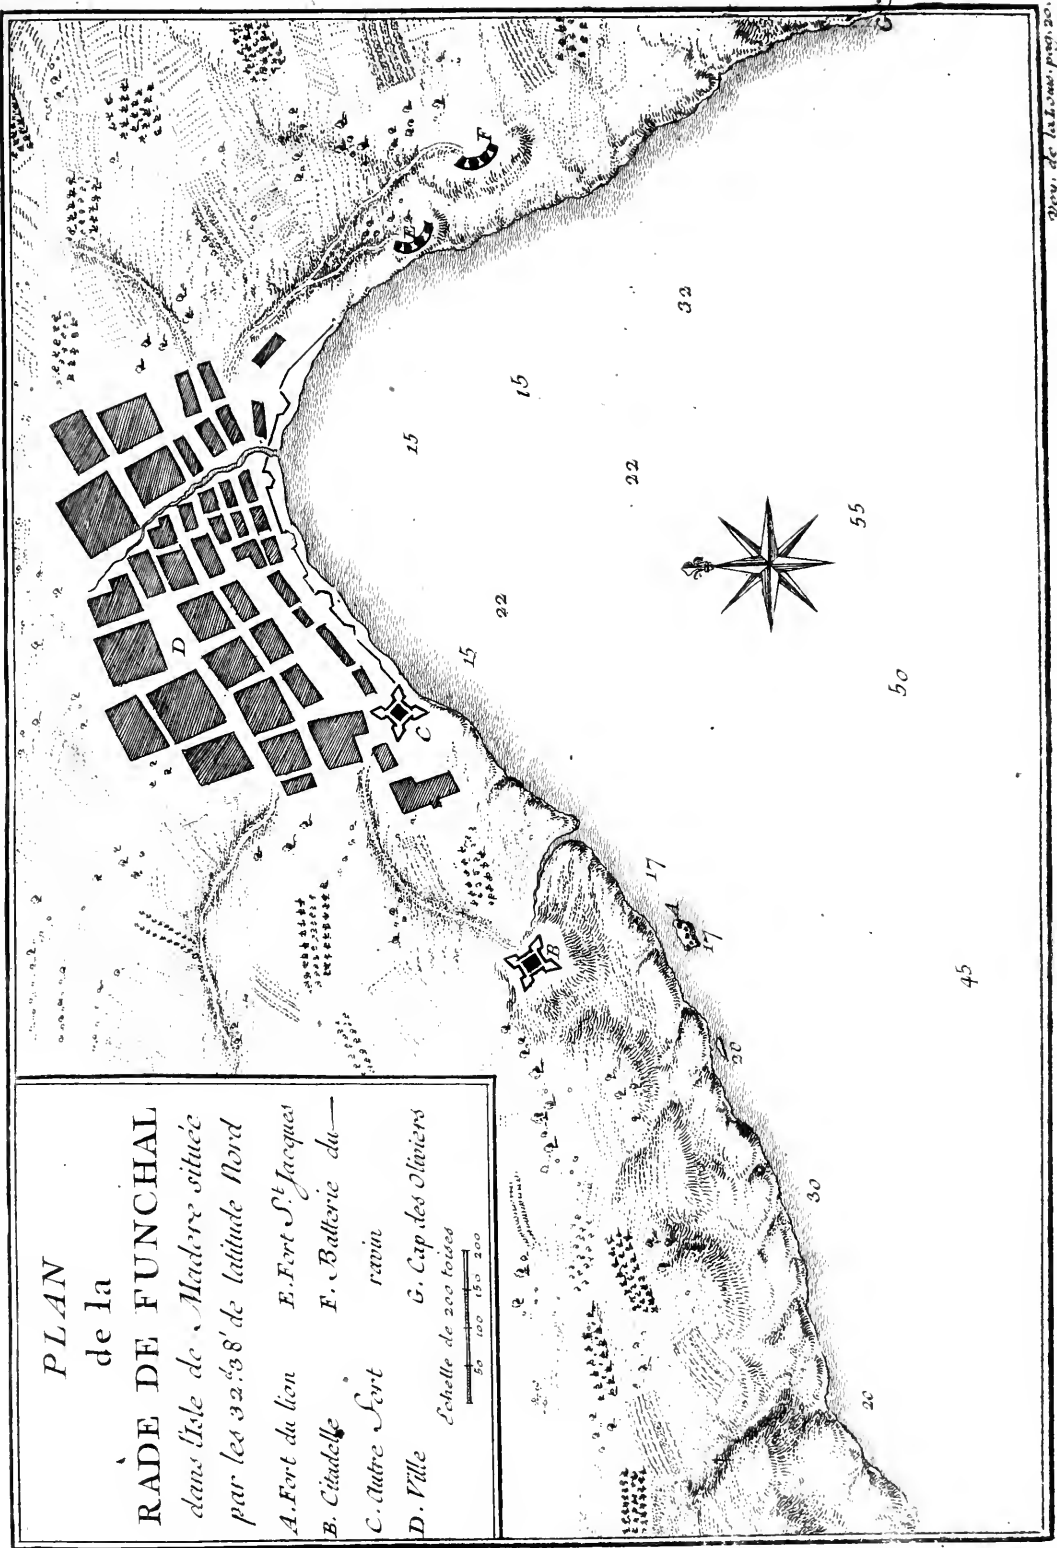 PLAN
de la
RADE DE FUNCHAL
dans l'Isle de Madere située
par les 32.d 38' de latitude Nord
A. Fort du lion
B. Citadelle
C. Autre Fort
D. Ville
E. Fort S.t Jacques
F. Batterie du—
ravin
G. Cap des Oliviers
Echelle de 200 toises
50 100 150 200
A
B
C
D
E
F
G
32
15
15
22
55
22
15
50
17
17
45
20
30
20